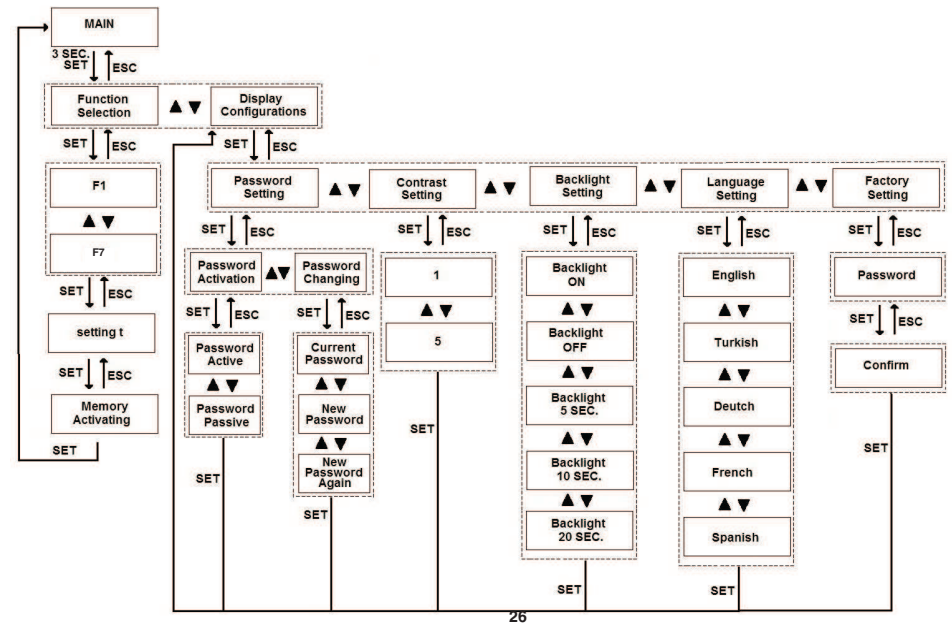 MAIN
3 SEC.
SET
ESC
Function
Selection
▲ ▼
Display
Configurations
SET
ESC
SET
ESC
F1
▲ ▼
F7
SET
ESC
setting t
SET
ESC
Memory
Activating
SET
Password
Setting
▲ ▼
Contrast
Setting
▲ ▼
Backlight
Setting
▲ ▼
Language
Setting
▲ ▼
Factory
Setting
SET
ESC
SET
ESC
SET
ESC
SET
ESC
SET
ESC
Password
Activation
▲▼
Password
Changing
SET
ESC
SET
ESC
Password
Active
▲ ▼
Password
Passive
SET
Current
Password
▲ ▼
New
Password
▲ ▼
New
Password
Again
SET
1
▲ ▼
5
SET
Backlight
ON
▲ ▼
Backlight
OFF
▲ ▼
Backlight
5 SEC.
▲ ▼
Backlight
10 SEC.
▲ ▼
Backlight
20 SEC.
SET
English
▲ ▼
Turkish
▲ ▼
Deutch
▲ ▼
French
▲ ▼
Spanish
SET
Password
SET
ESC
Confirm
SET
26